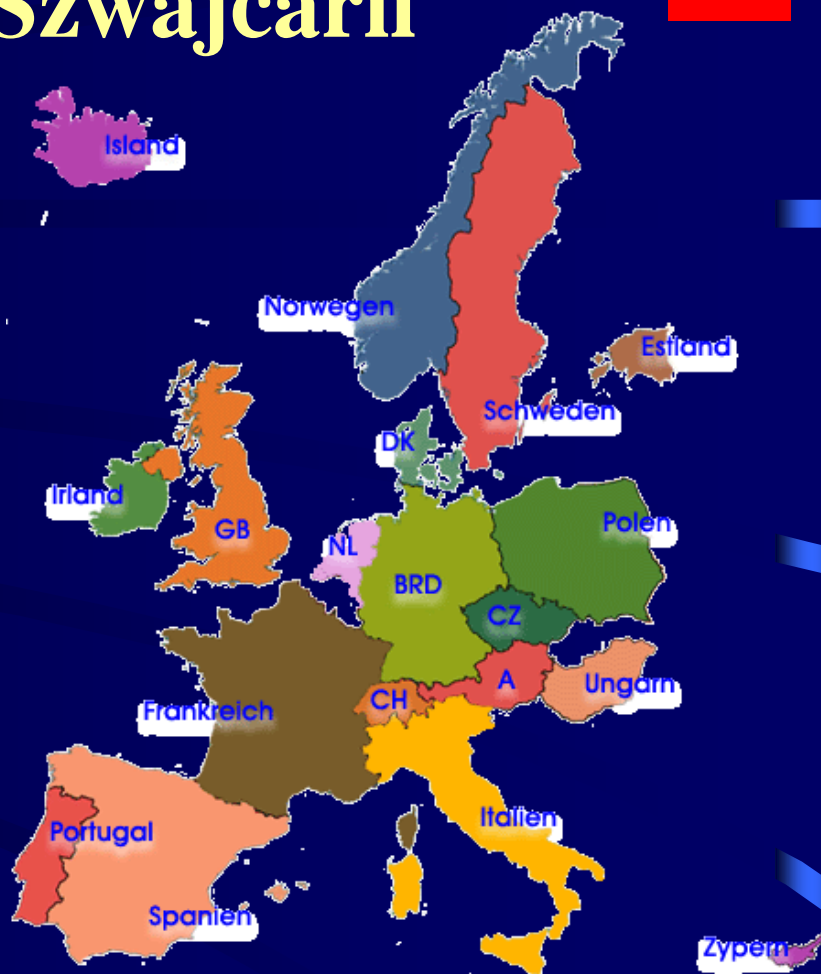 Szwajcarii
Island
Norwegen
Estland
Schweden
DK
Irland
Polen
GB
NL
BRD
CZ
A
Ungarn
CH
Frankreich
Italien
Portugal
Spanien
Zypern